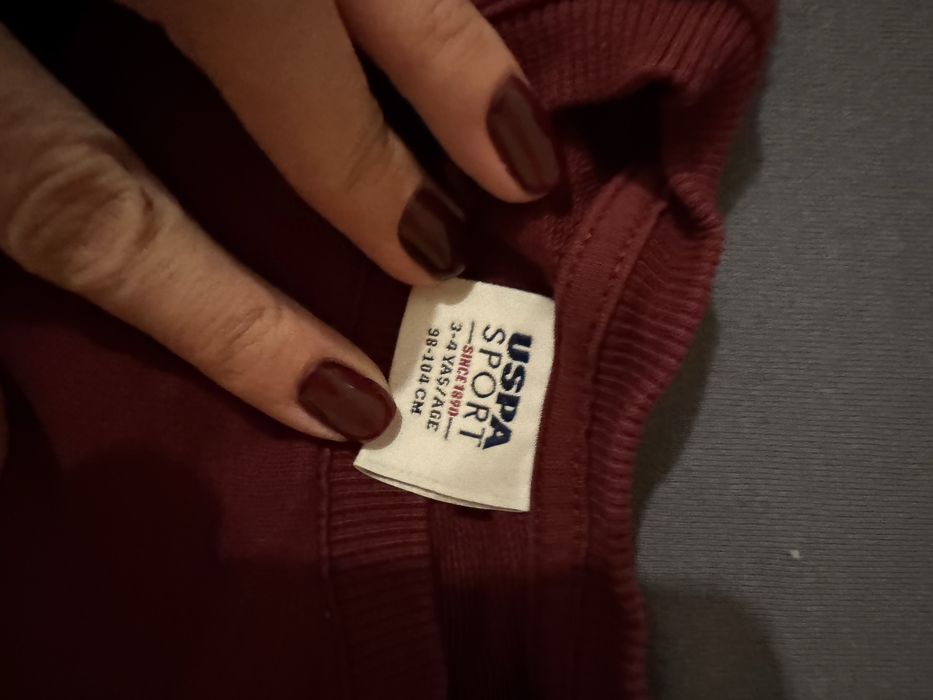 USPA
SPORT
SINCE 1890
3-4 YAŞ/AGE
98-104 CM